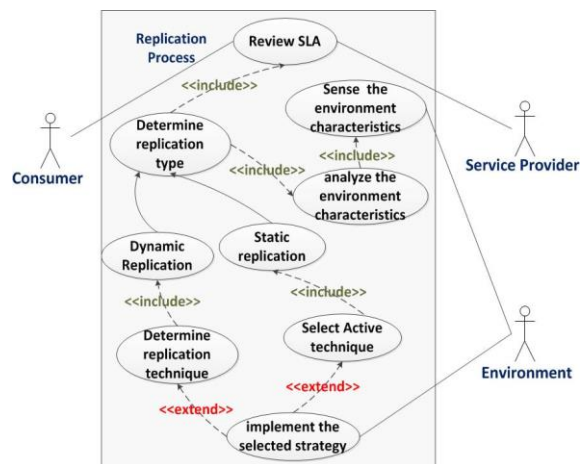 Replication
Process
Review SLA
<<include>>
Sense the
environment
characteristics
Determine
replication
type
Consumer
Service Provider
<<include>>
<<include>>
analyze the
environment
characteristics
Dynamic
Replication
Static
replication
<<include>>
<<include>>
Determine
replication
technique
Select Active
technique
Environment
<<extend>>
<<extend>>
implement the
selected strategy